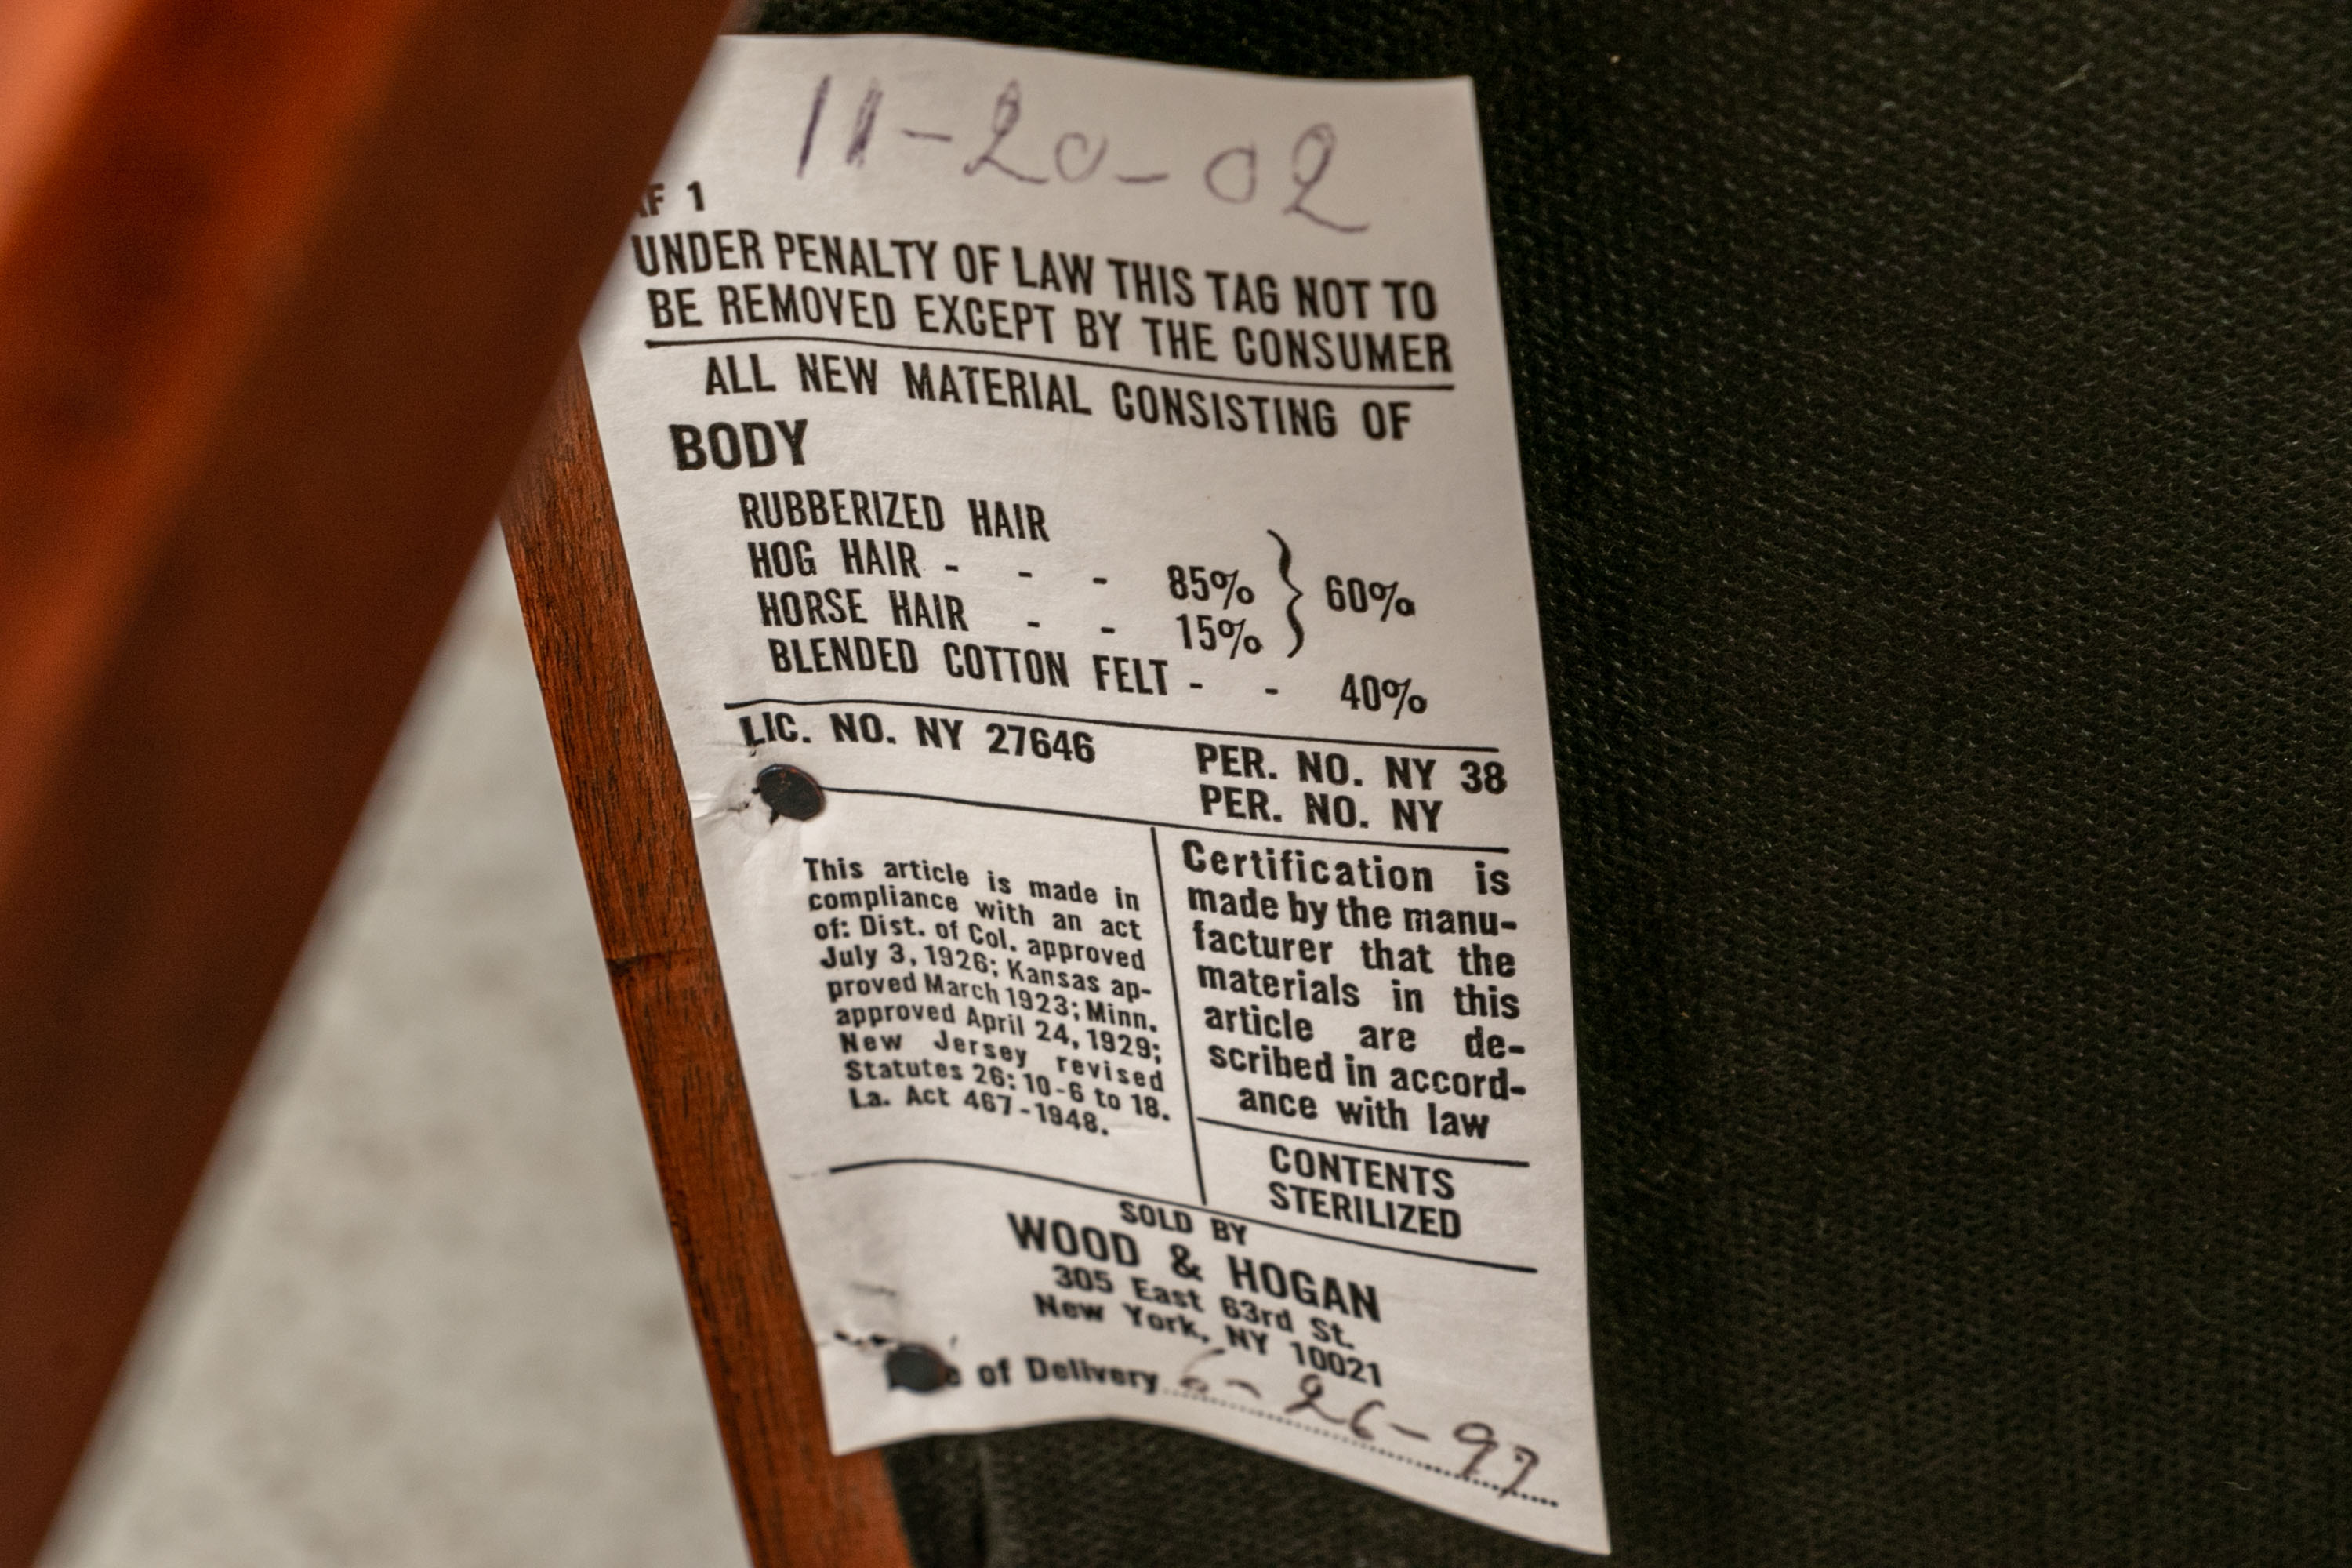 11-20-02
F 1
UNDER PENALTY OF LAW THIS TAG NOT TO
BE REMOVED EXCEPT BY THE CONSUMER
ALL NEW MATERIAL CONSISTING OF
BODY
RUBBERIZED HAIR
HOG HAIR - - - 85% } 60%
HORSE HAIR - - 15%
BLENDED COTTON FELT - - 40%
LIC. NO. NY 27646
PER. NO. NY 38
PER. NO. NY
This article is made in
compliance with an act
of: Dist. of Col. approved
July 3, 1926; Kansas ap-
proved March 1923; Minn.
approved April 24, 1929;
New Jersey revised
Statutes 26: 10-6 to 18.
La. Act 467-1948.
Certification is
made by the manu-
facturer that the
materials in this
article are de-
scribed in accord-
ance with law
CONTENTS
STERILIZED
SOLD BY
WOOD & HOGAN
305 East 63rd St.
New York, NY 10021
of Delivery 6-26-97